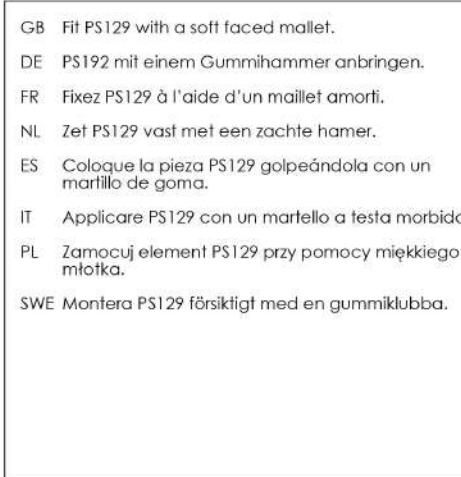 GB Fit PS129 with a soft faced mallet.
DE PS192 mit einem Gummihammer anbringen.
FR Fixez PS129 à l'aide d'un maillet amorti.
NL Zet PS129 vast met een zachte hamer.
ES Coloque la pieza PS129 golpeándola con un
martillo de goma.
IT Applicare PS129 con un martello a testa morbida
PL Zamocuj element PS129 przy pomocy miękkiego
młotka.
SWE Montera PS129 försiktigt med en gummiklubba.